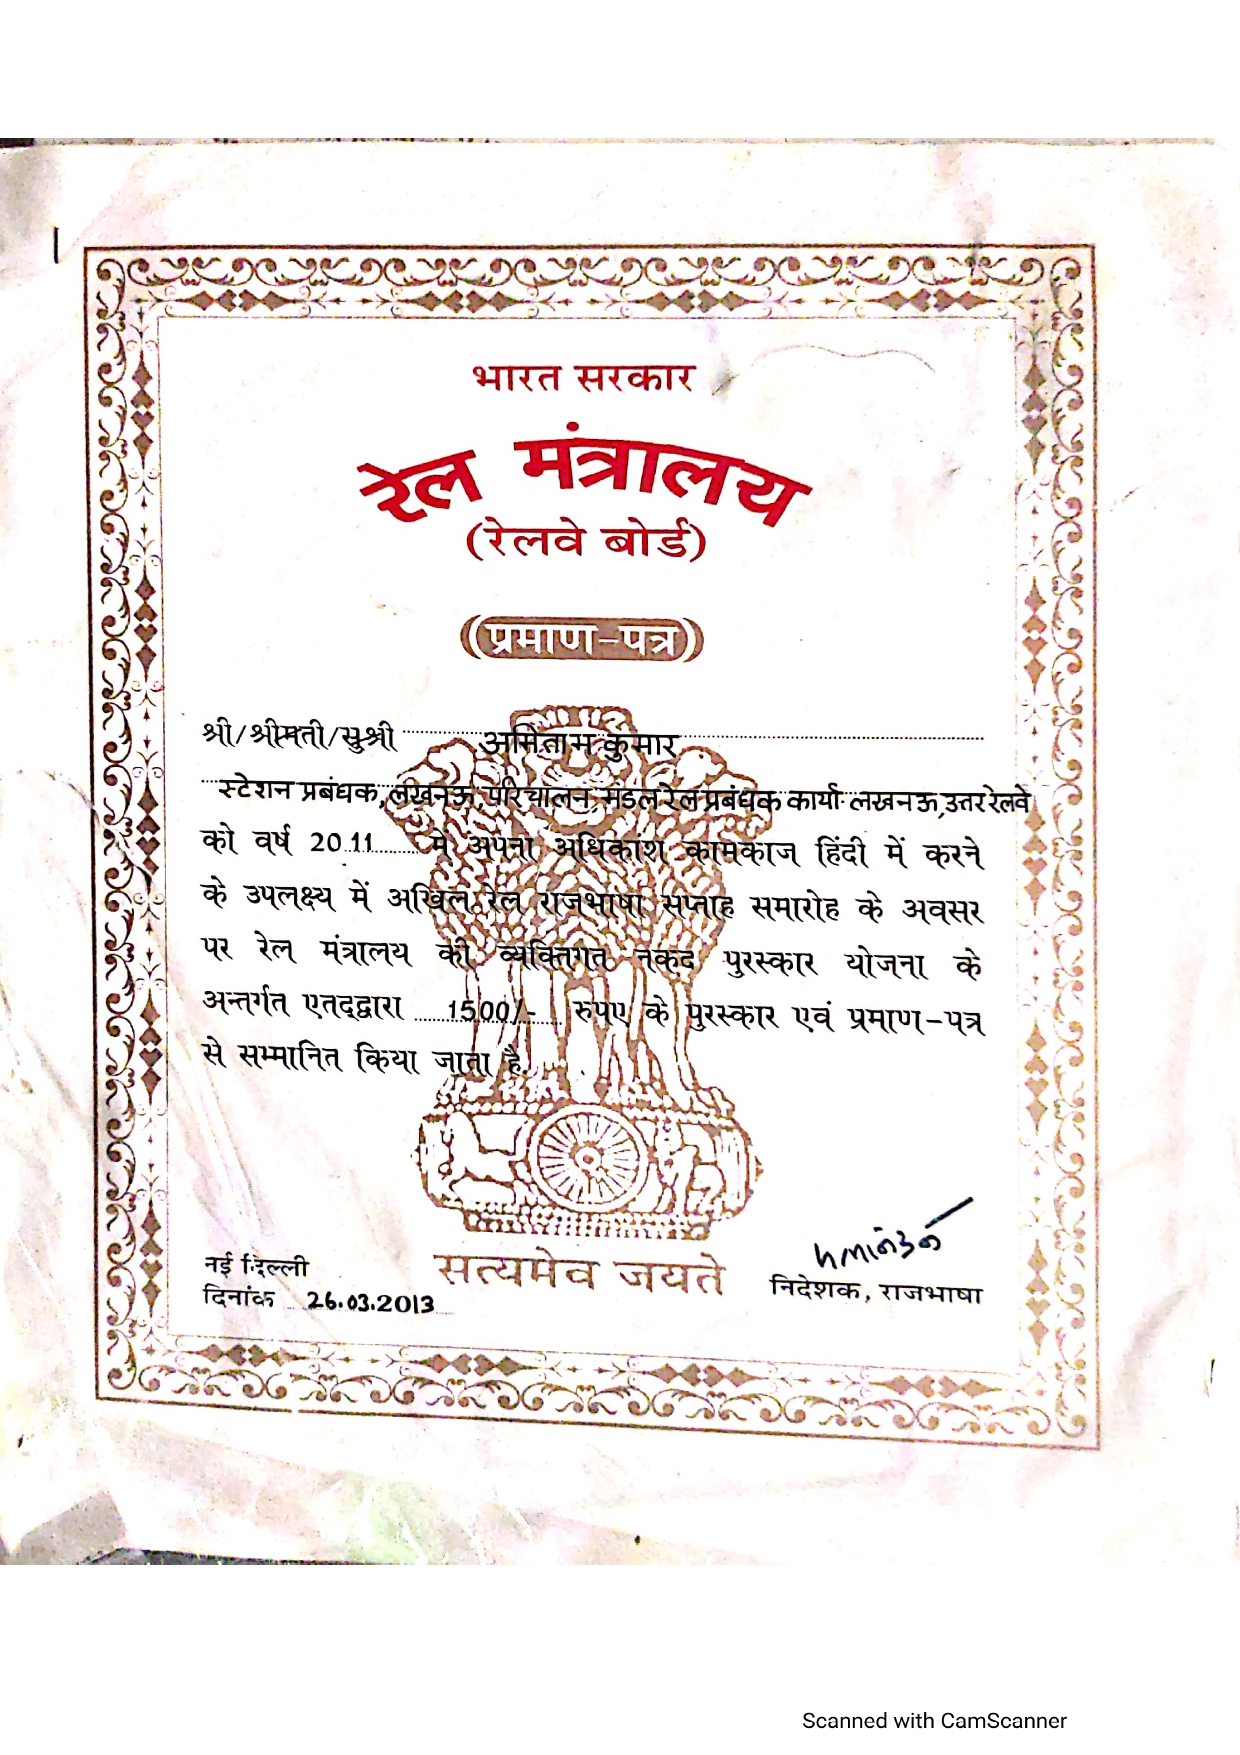 भारत सरकार
रेल मंत्रालय
(रेलवे बोर्ड)
(प्रमाण-पत्र)
श्री/श्रीमती/सुश्री अमिताभ कुमार
स्टेशन प्रबंधक, लखनऊ, परिचालन, मंडल रेल प्रबंधक कार्या. लखनऊ, उत्तर रेलवे
को वर्ष 2011 में अपना अधिकांश कामकाज हिंदी में करने
के उपलक्ष्य में अखिल रेल राजभाषा सप्ताह समारोह के अवसर
पर रेल मंत्रालय की व्यक्तिगत नकद पुरस्कार योजना के
अन्तर्गत एतद्द्वारा 1500/- रुपए के पुरस्कार एवं प्रमाण-पत्र
से सम्मानित किया जाता है.
सत्यमेव जयते
नई दिल्ली
दिनांक 26.03.2013
निदेशक, राजभाषा
Scanned with CamScanner